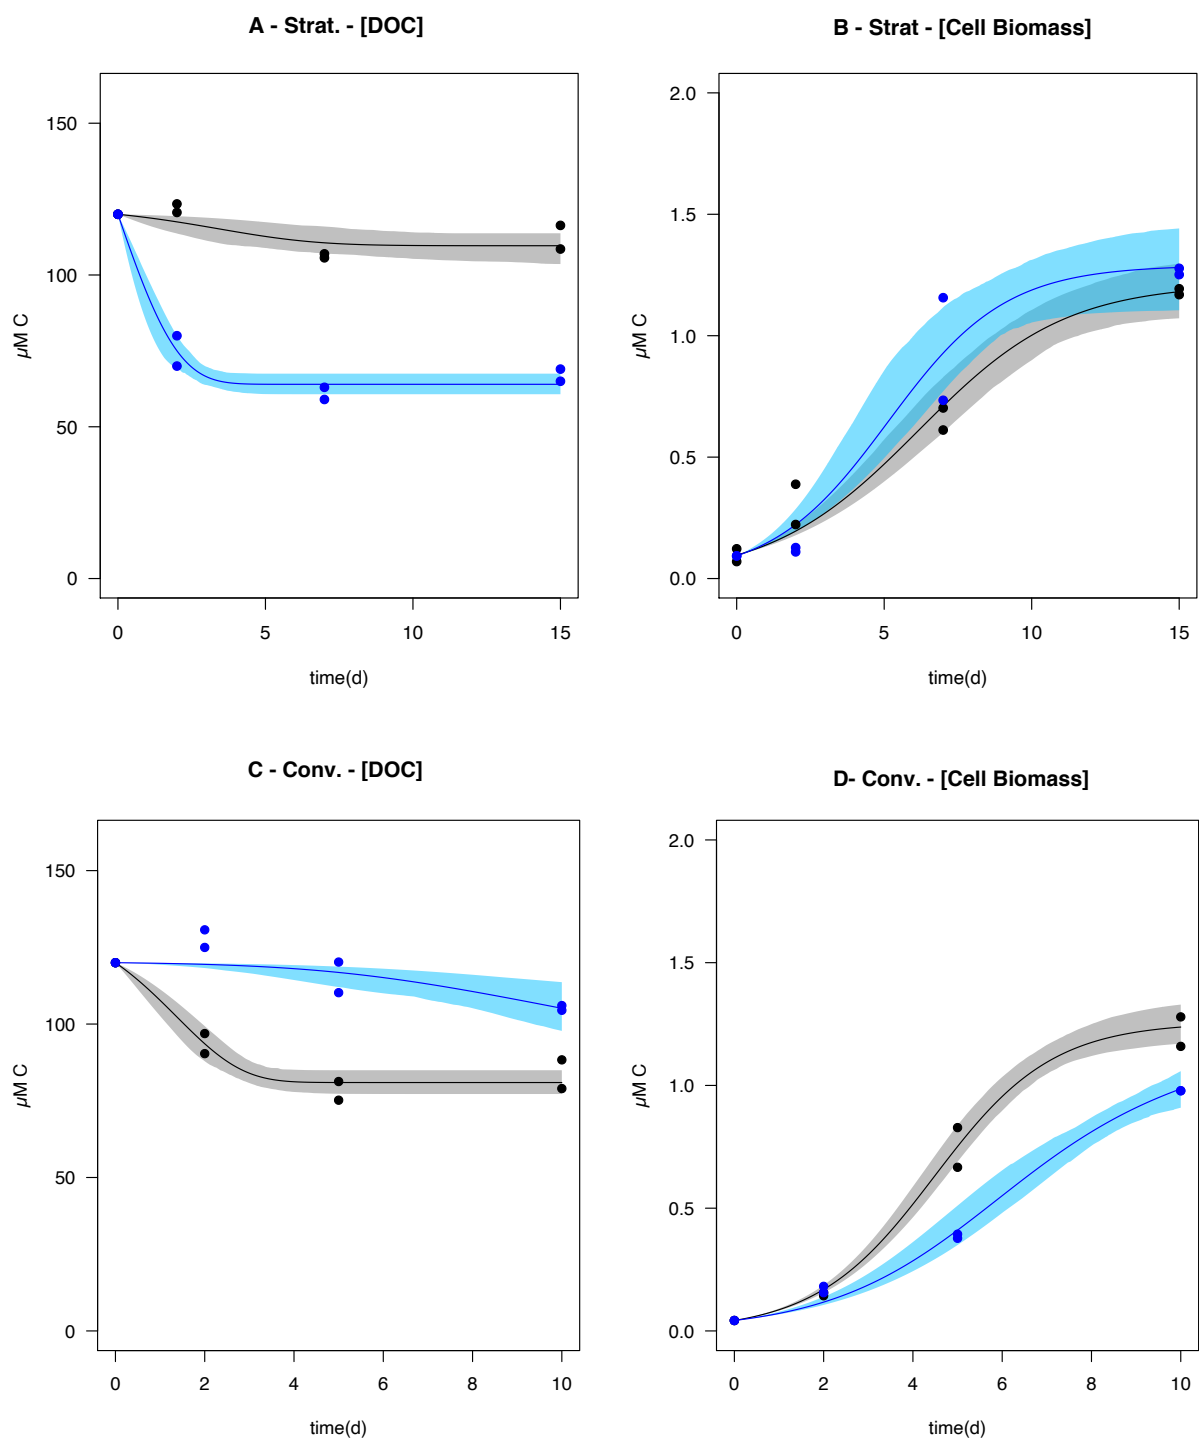 A - Strat. - [DOC]
150
100
50
0
µM C
0 5 10 15
time(d)
B - Strat - [Cell Biomass]
2.0
1.5
1.0
0.5
0.0
µM C
0 5 10 15
time(d)
C - Conv. - [DOC]
150
100
50
0
µM C
0 2 4 6 8 10
time(d)
D- Conv. - [Cell Biomass]
2.0
1.5
1.0
0.5
0.0
µM C
0 2 4 6 8 10
time(d)